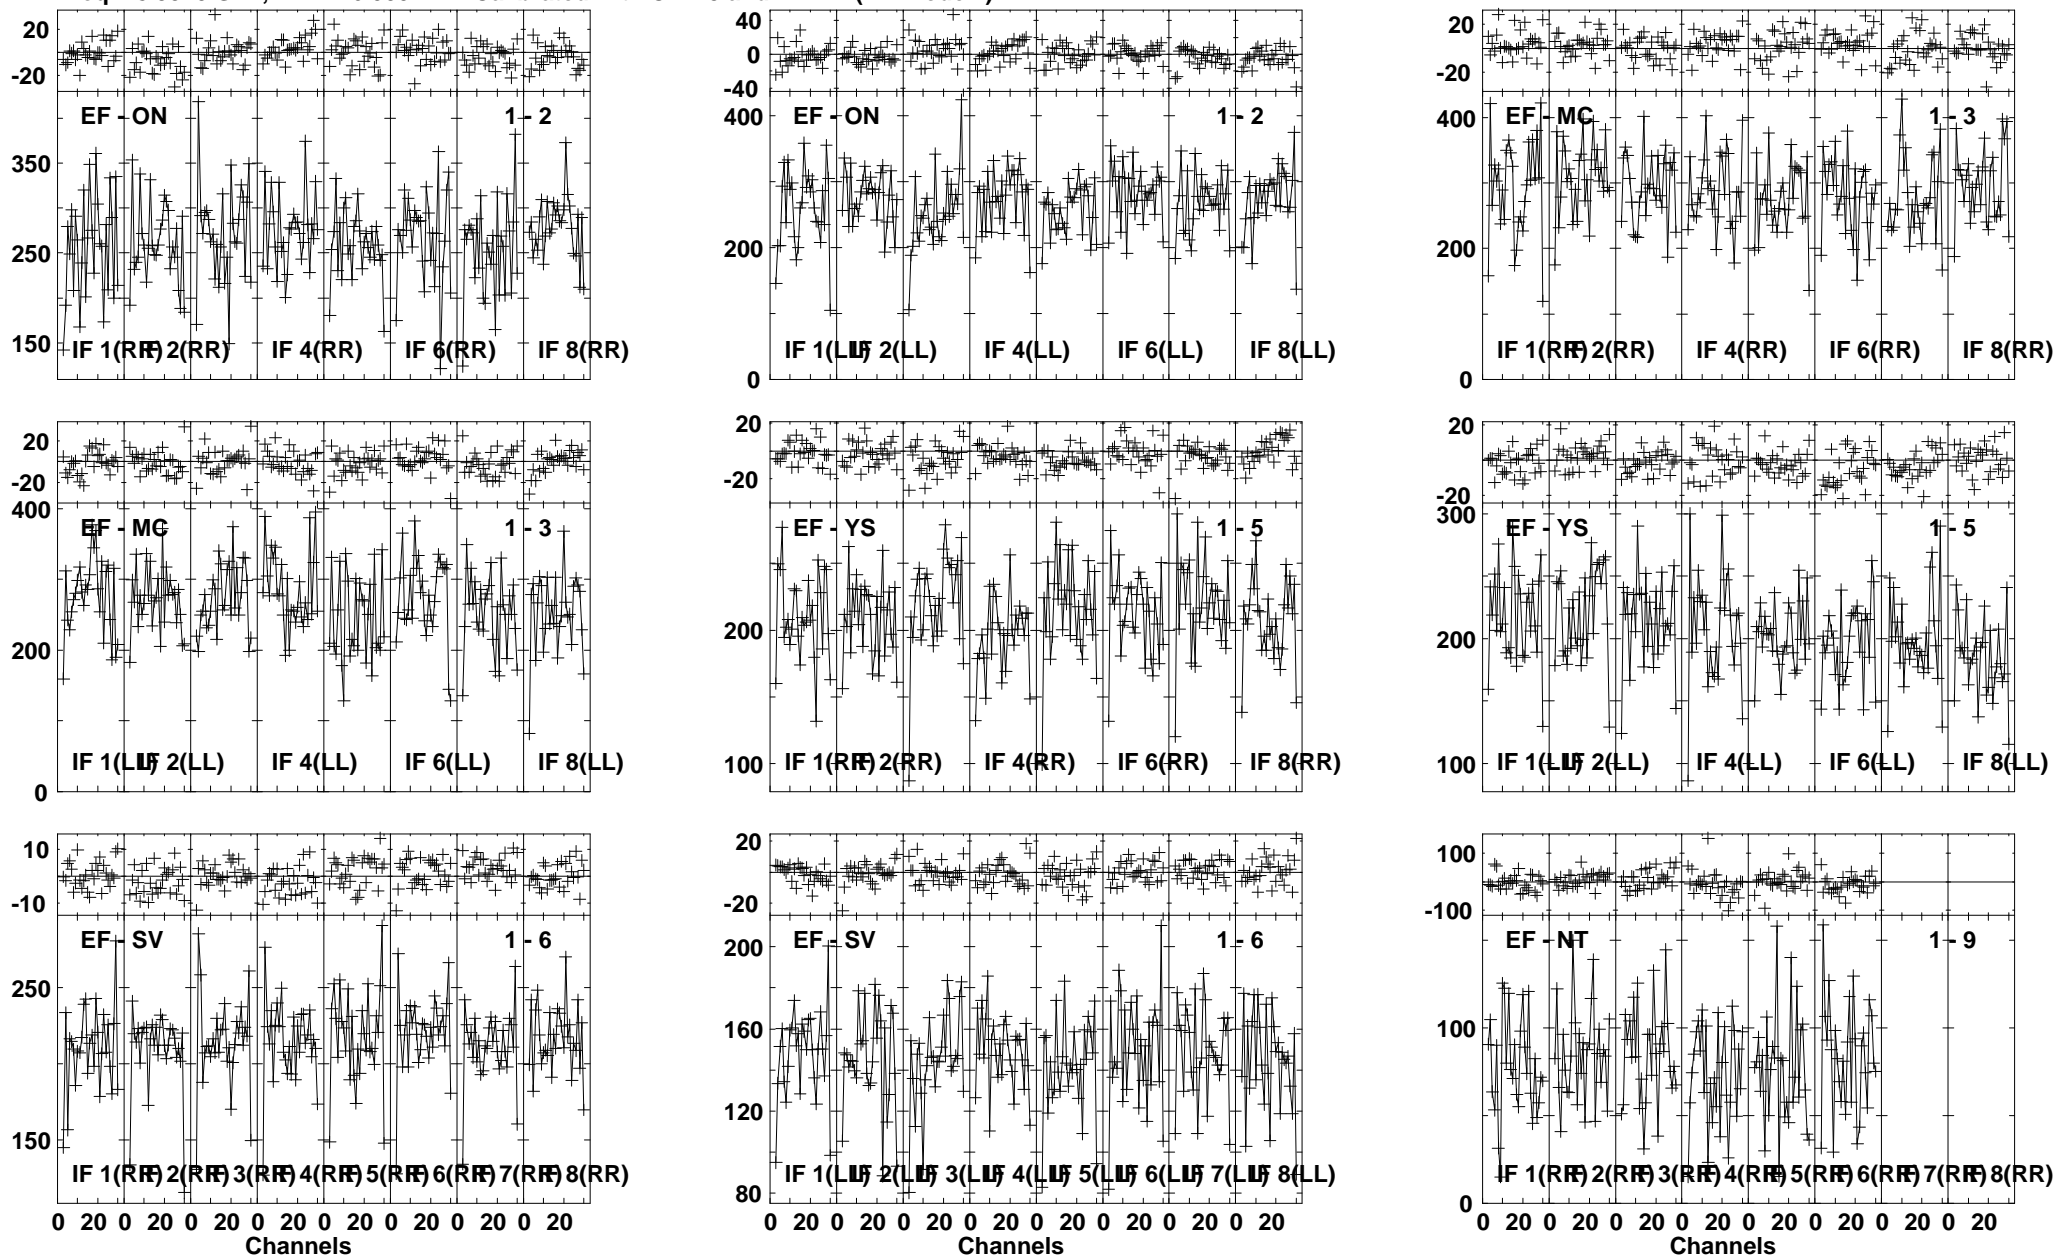 20
-20
EF - ON
1 - 2
350
250
150
IF 1(RR)
IF 2(RR)
IF 4(RR)
IF 6(RR)
IF 8(RR)
40
20
0
-20
-40
EF - ON
1 - 2
400
200
0
IF 1(LL)
IF 2(LL)
IF 4(LL)
IF 6(LL)
IF 8(LL)
20
-20
EF - MC
1 - 3
400
200
0
IF 1(RR)
IF 2(RR)
IF 4(RR)
IF 6(RR)
IF 8(RR)
20
-20
EF - MC
1 - 3
400
200
0
IF 1(LL)
IF 2(LL)
IF 4(LL)
IF 6(LL)
IF 8(LL)
20
-20
EF - YS
1 - 5
200
100
IF 1(RR)
IF 2(RR)
IF 4(RR)
IF 6(RR)
IF 8(RR)
20
-20
EF - YS
1 - 5
300
200
100
IF 1(LL)
IF 2(LL)
IF 4(LL)
IF 6(LL)
IF 8(LL)
10
-10
EF - SV
1 - 6
250
150
IF 1(RR)
IF 2(RR)
IF 3(RR)
IF 4(RR)
IF 5(RR)
IF 6(RR)
IF 7(RR)
IF 8(RR)
0 20 0 20 0 20 0 20 0 20 0 20 0 20 0 20
Channels
20
-20
EF - SV
1 - 6
200
160
120
80
IF 1(LL)
IF 2(LL)
IF 3(LL)
IF 4(LL)
IF 5(LL)
IF 6(LL)
IF 7(LL)
IF 8(LL)
0 20 0 20 0 20 0 20 0 20 0 20 0 20 0 20
Channels
100
-100
EF - NT
1 - 9
100
0
IF 1(RR)
IF 2(RR)
IF 3(RR)
IF 4(RR)
IF 5(RR)
IF 6(RR)
IF 7(RR)
IF 8(RR)
0 20 0 20 0 20 0 20 0 20 0 20 0 20 0 20
Channels